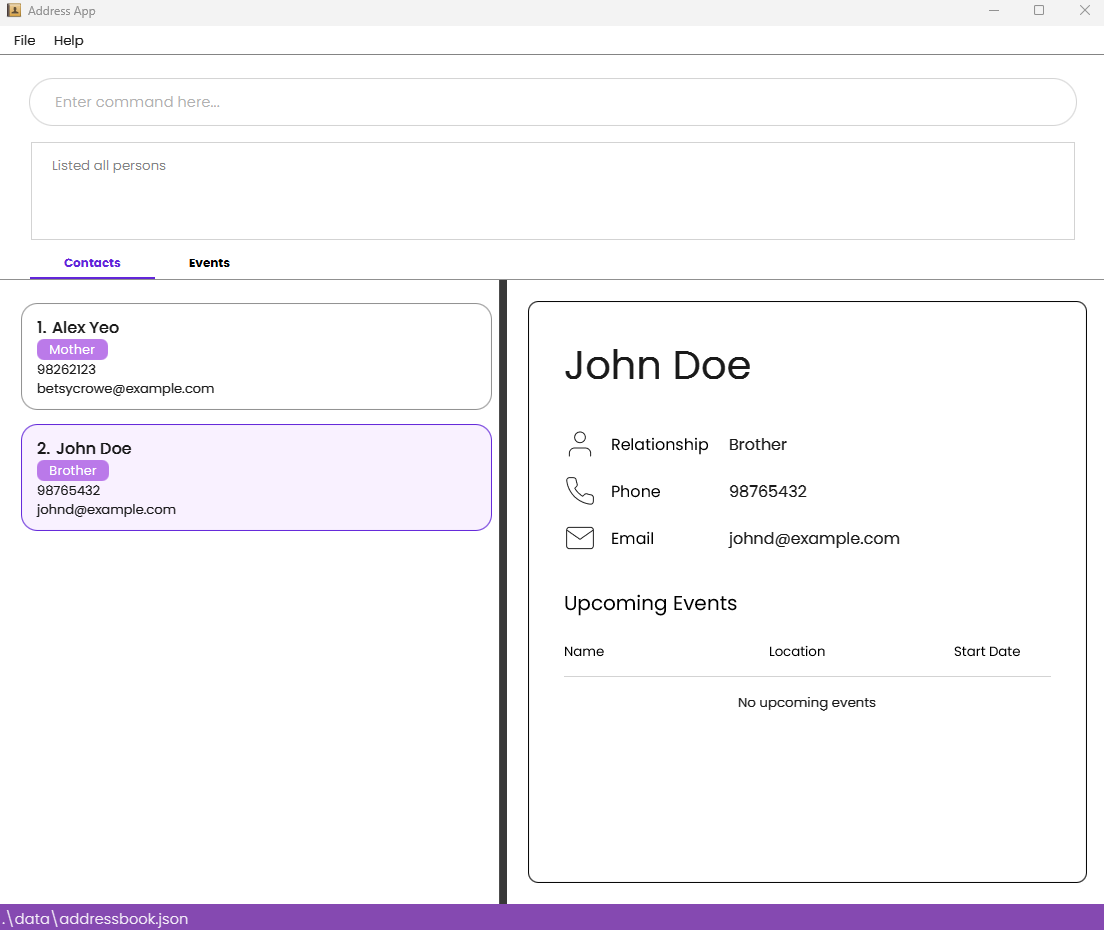 Address App
File Help
Enter command here...
Listed all persons
Contacts Events
1. Alex Yeo
Mother
98262123
betsycrowe@example.com
2. John Doe
Brother
98765432
johnd@example.com
John Doe
Relationship Brother
Phone 98765432
Email johnd@example.com
Upcoming Events
Name Location Start Date
No upcoming events
.\data\addressbook.json